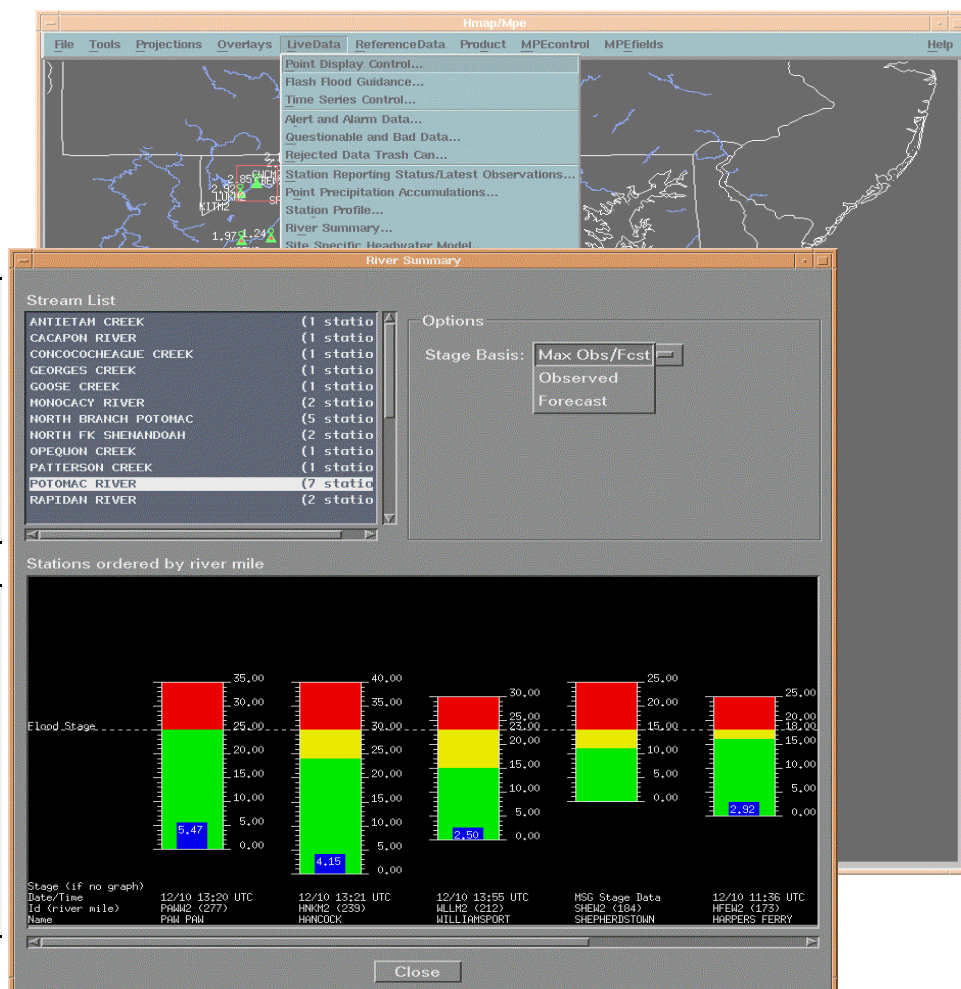 Hmap/Mpe
File Tools Projections Overlays LiveData ReferenceData Product MPEcontrol MPEfields Help
Point Display Control...
Flash Flood Guidance...
Time Series Control...
Alert and Alarm Data...
Questionable and Bad Data...
Rejected Data Trash Can...
Station Reporting Status/Latest Observations...
Point Precipitation Accumulations...
Station Profile...
River Summary...
Site Specific Headwater Model
2.92
KITM2
1.97 1.24
River Summary
Stream List
ANTIETAM CREEK (1 statio
CACAPON RIVER (1 statio
CONCOCOCHEAGUE CREEK (1 statio
GEORGES CREEK (1 statio
GOOSE CREEK (1 statio
MONOCACY RIVER (2 statio
NORTH BRANCH POTOMAC (5 statio
NORTH FK SHENANDOAH (2 statio
OPEQUON CREEK (1 statio
PATTERSON CREEK (1 statio
POTOMAC RIVER (7 statio
RAPIDAN RIVER (2 statio
Options
Stage Basis: Max Obs/Fcst
Observed
Forecast
Stations ordered by river mile
35.00 40.00 30.00 25.00 25.00
30.00 35.00 25.00 20.00 20.00
Flood Stage 25.00 30.00 23.00 15.00 18.00
20.00 25.00 20.00 10.00 15.00
15.00 20.00 15.00 5.00 10.00
10.00 15.00 10.00 0.00 5.00
5.00 10.00 5.00 0.00
0.00 5.00 0.00
0.00
5.47 4.15 2.50 2.92
Stage (if no graph)
Date/Time 12/10 13:20 UTC 12/10 13:21 UTC 12/10 13:55 UTC MSG Stage Data 12/10 11:36 UTC
Id (river mile) PAWW2 (277) HNKM2 (239) WLLM2 (212) SHEW2 (184) HFEW2 (173)
Name PAW PAW HANCOCK WILLIAMSPORT SHEPHERDSTOWN HARPERS FERRY
Close